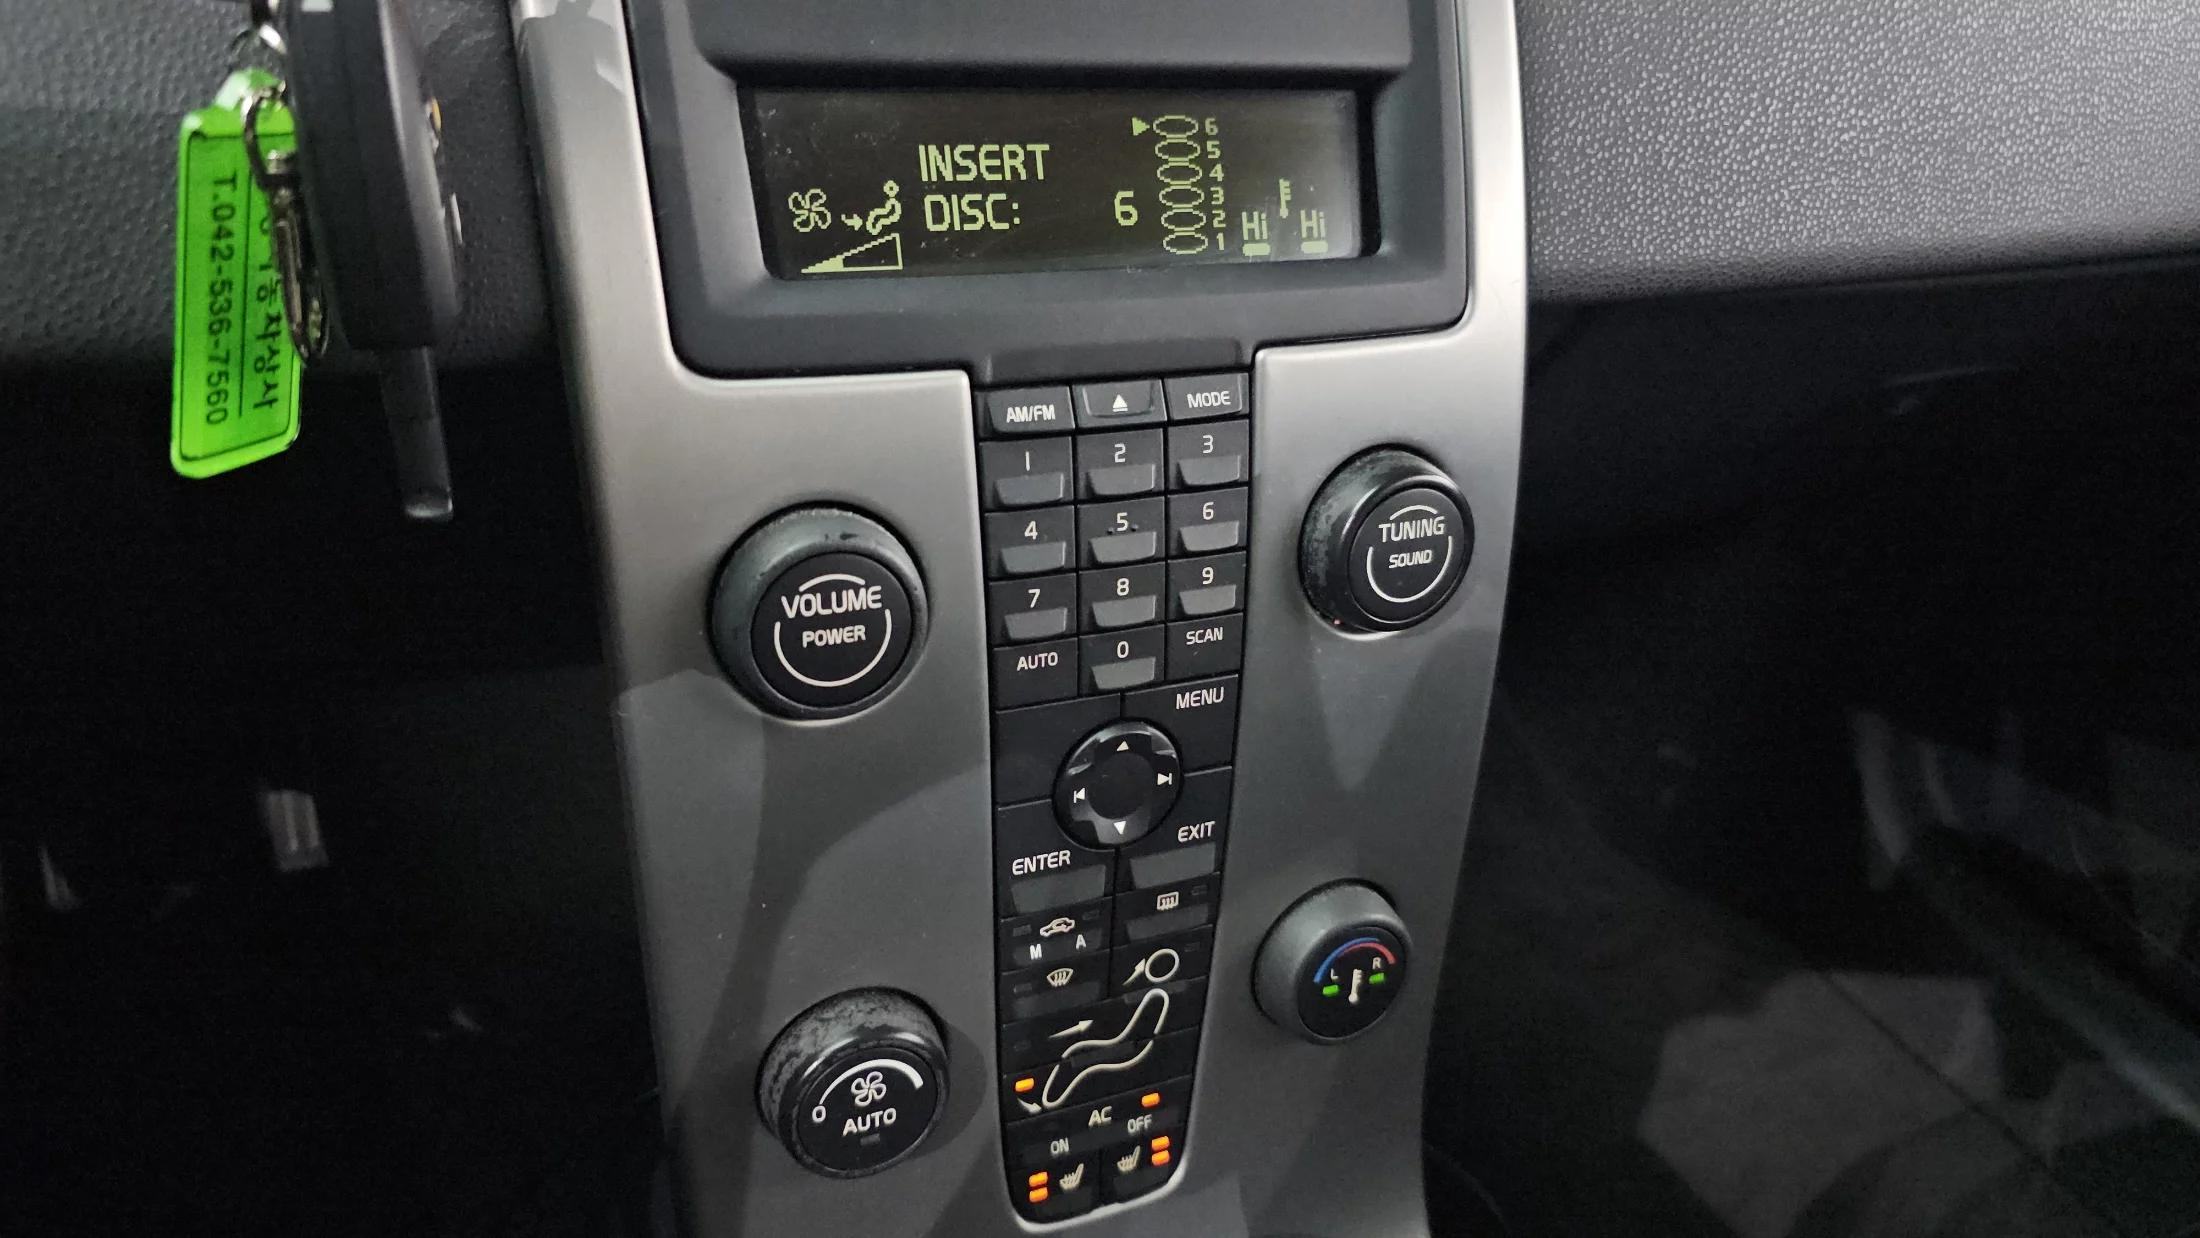 INSERT
DISC: 6
6
5
4
3
2
1
Hi Hi
T.042-536-7560
AM/FM MODE
1 2 3
4 5 6
7 8 9
AUTO 0 SCAN
MENU
VOLUME
POWER
TUNING
SOUND
ENTER EXIT
M A
L R
0 AUTO
AC
ON OFF